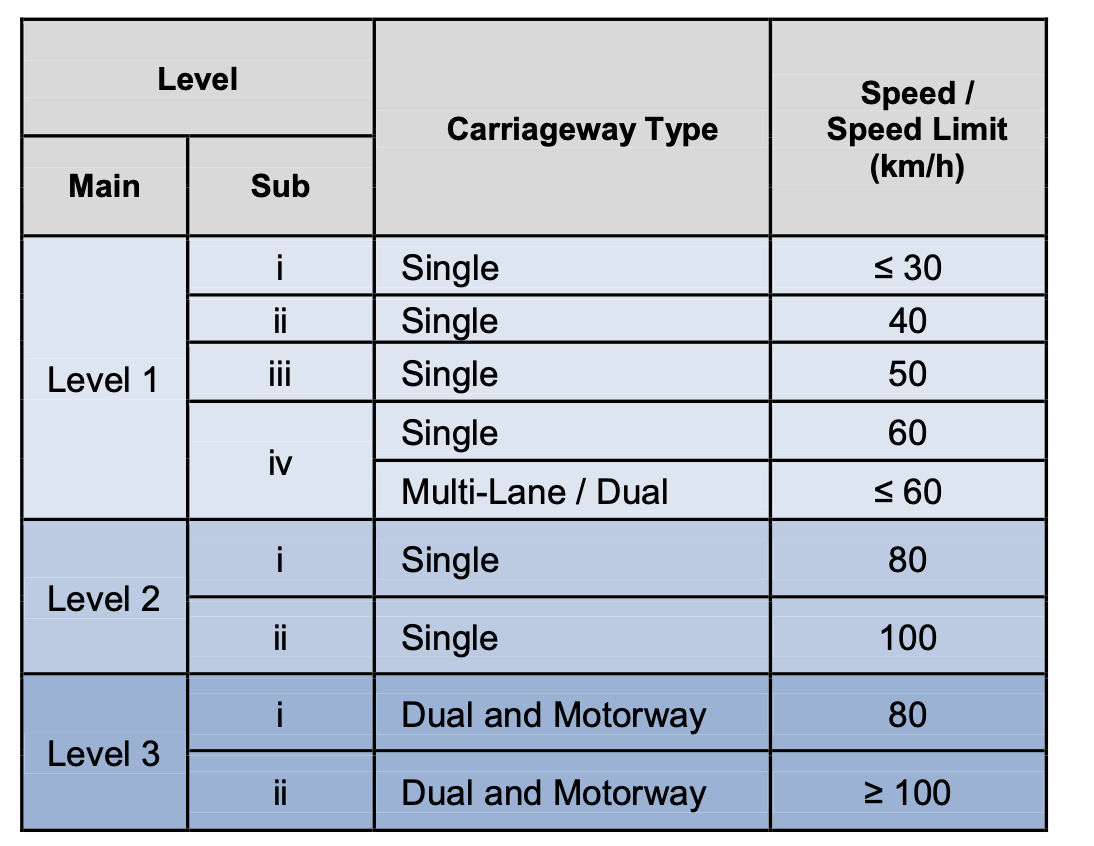 Level
Carriageway Type
Speed /
Speed Limit
(km/h)
Main
Sub
Level 1
i
Single
≤ 30
ii
Single
40
iii
Single
50
iv
Single
60
Multi-Lane / Dual
≤ 60
Level 2
i
Single
80
ii
Single
100
Level 3
i
Dual and Motorway
80
ii
Dual and Motorway
≥ 100